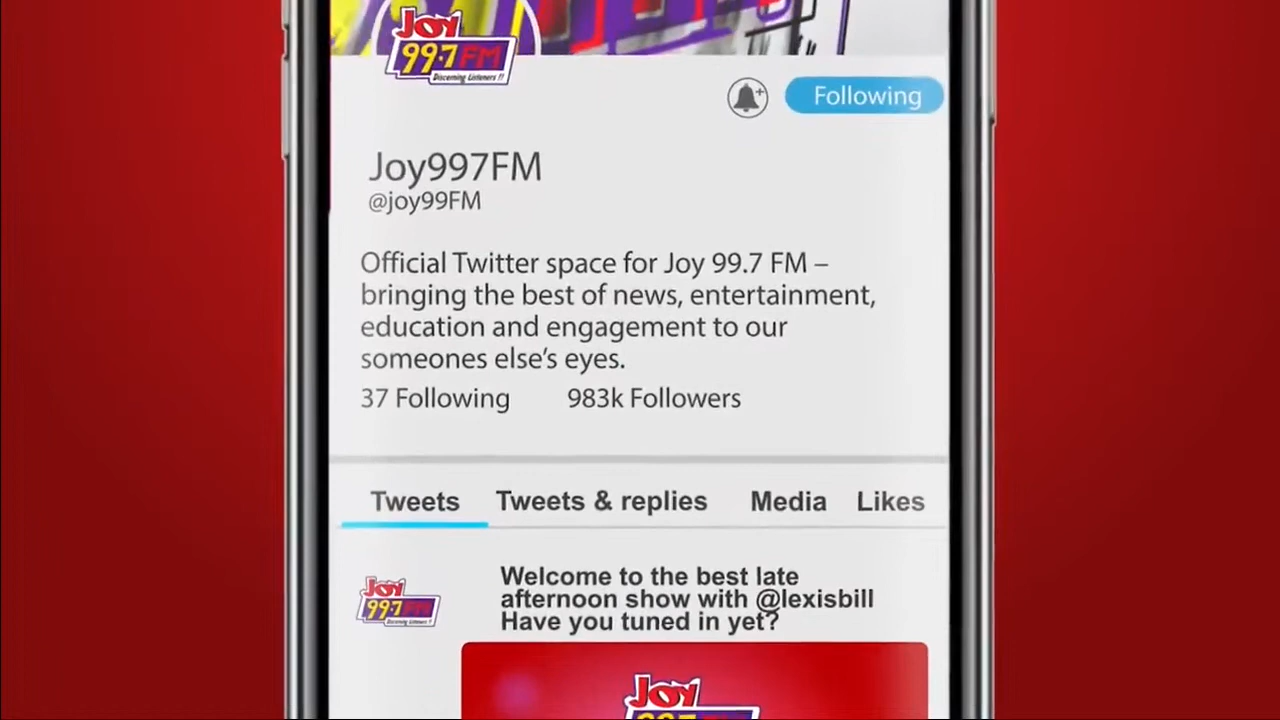 JOY
99.7 FM
Discerning Listeners !!
Following
Joy997FM
@joy99FM
Official Twitter space for Joy 99.7 FM –
bringing the best of news, entertainment,
education and engagement to our
someones else’s eyes.
37 Following 983k Followers
Tweets Tweets & replies Media Likes
JOY
99.7 FM
Discerning Listeners !!
Welcome to the best late
afternoon show with @lexisbill
Have you tuned in yet?
JOY
99.7 FM